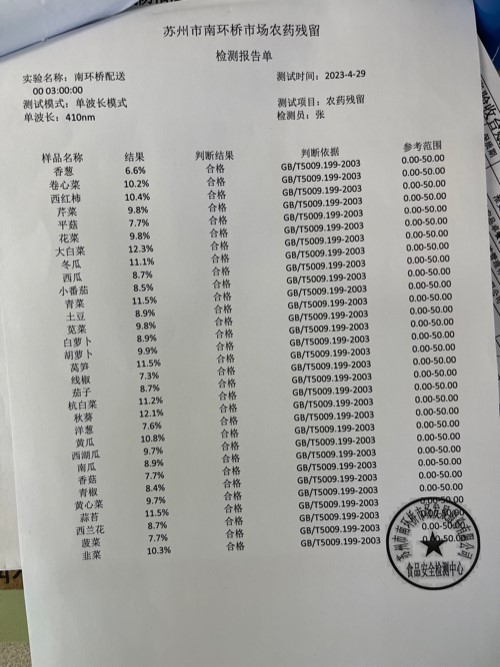 苏州市南环桥市场农药残留
检测报告单
实验名称：南环桥配送 测试时间：2023-4-29
00 03:00:00
测试模式：单波长模式 测试项目：农药残留
单波长：410nm 检测员：张
样品名称 结果 判断结果 判断依据 参考范围
香葱 6.6% 合格 GB/T5009.199-2003 0.00-50.00
卷心菜 10.2% 合格 GB/T5009.199-2003 0.00-50.00
西红柿 10.4% 合格 GB/T5009.199-2003 0.00-50.00
芹菜 9.8% 合格 GB/T5009.199-2003 0.00-50.00
平菇 7.7% 合格 GB/T5009.199-2003 0.00-50.00
花菜 9.8% 合格 GB/T5009.199-2003 0.00-50.00
大白菜 12.3% 合格 GB/T5009.199-2003 0.00-50.00
冬瓜 11.1% 合格 GB/T5009.199-2003 0.00-50.00
西瓜 8.7% 合格 GB/T5009.199-2003 0.00-50.00
小番茄 8.5% 合格 GB/T5009.199-2003 0.00-50.00
青菜 11.5% 合格 GB/T5009.199-2003 0.00-50.00
土豆 8.9% 合格 GB/T5009.199-2003 0.00-50.00
苋菜 9.8% 合格 GB/T5009.199-2003 0.00-50.00
白萝卜 8.9% 合格 GB/T5009.199-2003 0.00-50.00
胡萝卜 9.9% 合格 GB/T5009.199-2003 0.00-50.00
莴笋 11.5% 合格 GB/T5009.199-2003 0.00-50.00
线椒 7.3% 合格 GB/T5009.199-2003 0.00-50.00
茄子 8.7% 合格 GB/T5009.199-2003 0.00-50.00
杭白菜 11.2% 合格 GB/T5009.199-2003 0.00-50.00
秋葵 12.1% 合格 GB/T5009.199-2003 0.00-50.00
洋葱 7.6% 合格 GB/T5009.199-2003 0.00-50.00
黄瓜 10.8% 合格 GB/T5009.199-2003 0.00-50.00
西湖瓜 9.7% 合格 GB/T5009.199-2003 0.00-50.00
南瓜 8.9% 合格 GB/T5009.199-2003 0.00-50.00
香菇 7.7% 合格 GB/T5009.199-2003 0.00-50.00
青椒 8.4% 合格 GB/T5009.199-2003 0.00-50.00
黄心菜 9.7% 合格 GB/T5009.199-2003 0.00-50.00
蒜苔 11.5% 合格 GB/T5009.199-2003 0.00-50.00
西兰花 8.7% 合格 GB/T5009.199-2003 0.00-50.00
菠菜 7.7% 合格 GB/T5009.199-2003 0.00-50.00
韭菜 10.3% 合格 GB/T5009.199-2003 0.00-50.00
苏州市南环桥市场
有限公司
食品安全检测中心